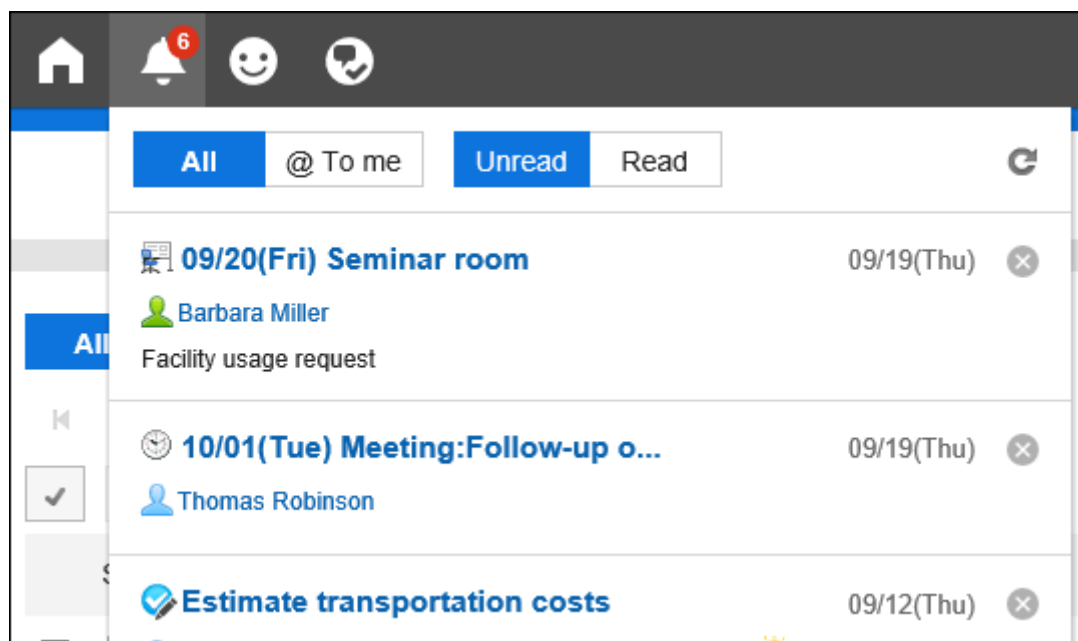 6
All @ To me Unread Read
09/20(Fri) Seminar room 09/19(Thu)
Barbara Miller
All
Facility usage request
10/01(Tue) Meeting:Follow-up o... 09/19(Thu)
Thomas Robinson
S
Estimate transportation costs 09/12(Thu)